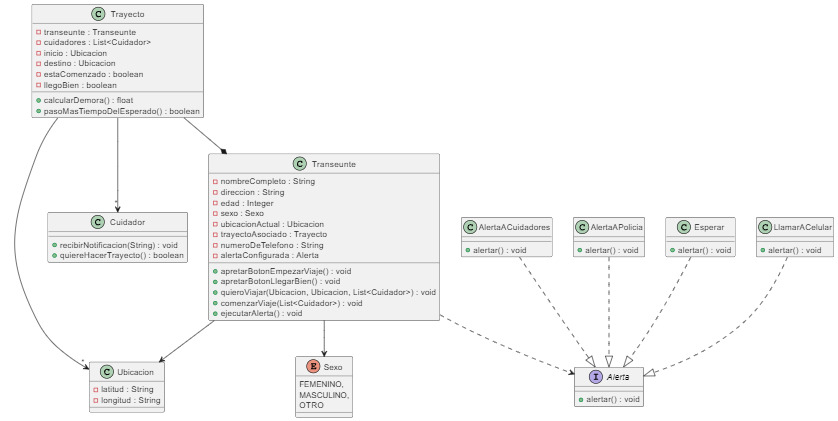 C Trayecto
transeunte : Transeunte
cuidadores : List<Cuidador>
inicio : Ubicacion
destino : Ubicacion
estaComenzado : boolean
llegoBien : boolean
calcularDemora() : float
pasoMasTiempoDelEsperado() : boolean
C Transeunte
nombreCompleto : String
direccion : String
edad : Integer
sexo : Sexo
ubicacionActual : Ubicacion
trayectoAsociado : Trayecto
numeroDeTelefono : String
alertaConfigurada : Alerta
apretarBotonEmpezarViaje() : void
apretarBotonLlegarBien() : void
quieroViajar(Ubicacion, Ubicacion, List<Cuidador>) : void
comenzarViaje(List<Cuidador>) : void
ejecutarAlerta() : void
*
C Cuidador
recibirNotificacion(String) : void
quiereHacerTrayecto() : boolean
C AlertaACuidadores
alertar() : void
C AlertaAPolicia
alertar() : void
C Esperar
alertar() : void
C LlamarACelular
alertar() : void
*
C Ubicacion
latitud : String
longitud : String
E Sexo
FEMENINO,
MASCULINO,
OTRO
I Alerta
alertar() : void